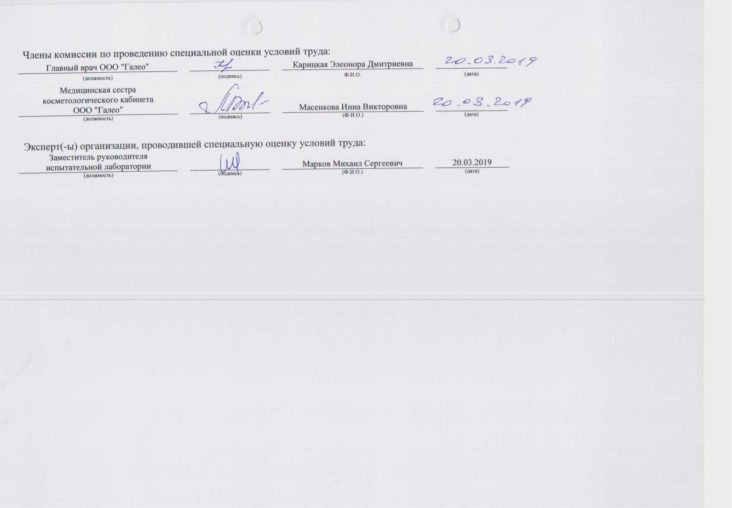 Члены комиссии по проведению специальной оценки условий труда:
Главный врач ООО "Галео" Карицкая Элеонора Дмитриевна 20.03.2019
(должность) (подпись) Ф.И.О. (дата)
Медицинская сестра
косметологического кабинета
ООО "Галео" Масенкова Инна Викторовна 20.03.2019
(должность) (подпись) (Ф.И.О.) (дата)
Эксперт(-ы) организации, проводившей специальную оценку условий труда:
Заместитель руководителя
испытательной лаборатории Марков Михаил Сергеевич 20.03.2019
(должность) (подпись) (Ф.И.О.) (дата)